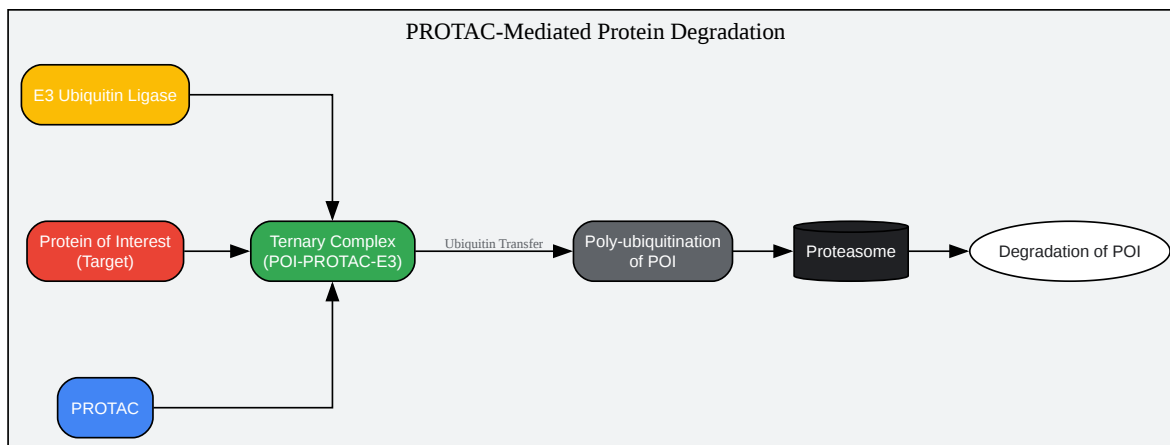 PROTAC-Mediated Protein Degradation
E3 Ubiquitin Ligase
Protein of Interest
(Target)
Ternary Complex
(POI-PROTAC-E3)
Ubiquitin Transfer
Poly-ubiquitination
of POI
Proteasome
Degradation of POI
PROTAC